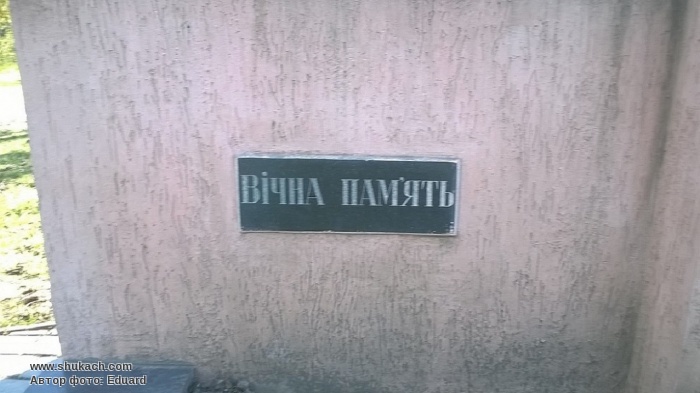 Вічна пам'ять
www.shukach.com
Автор фото: Eduard